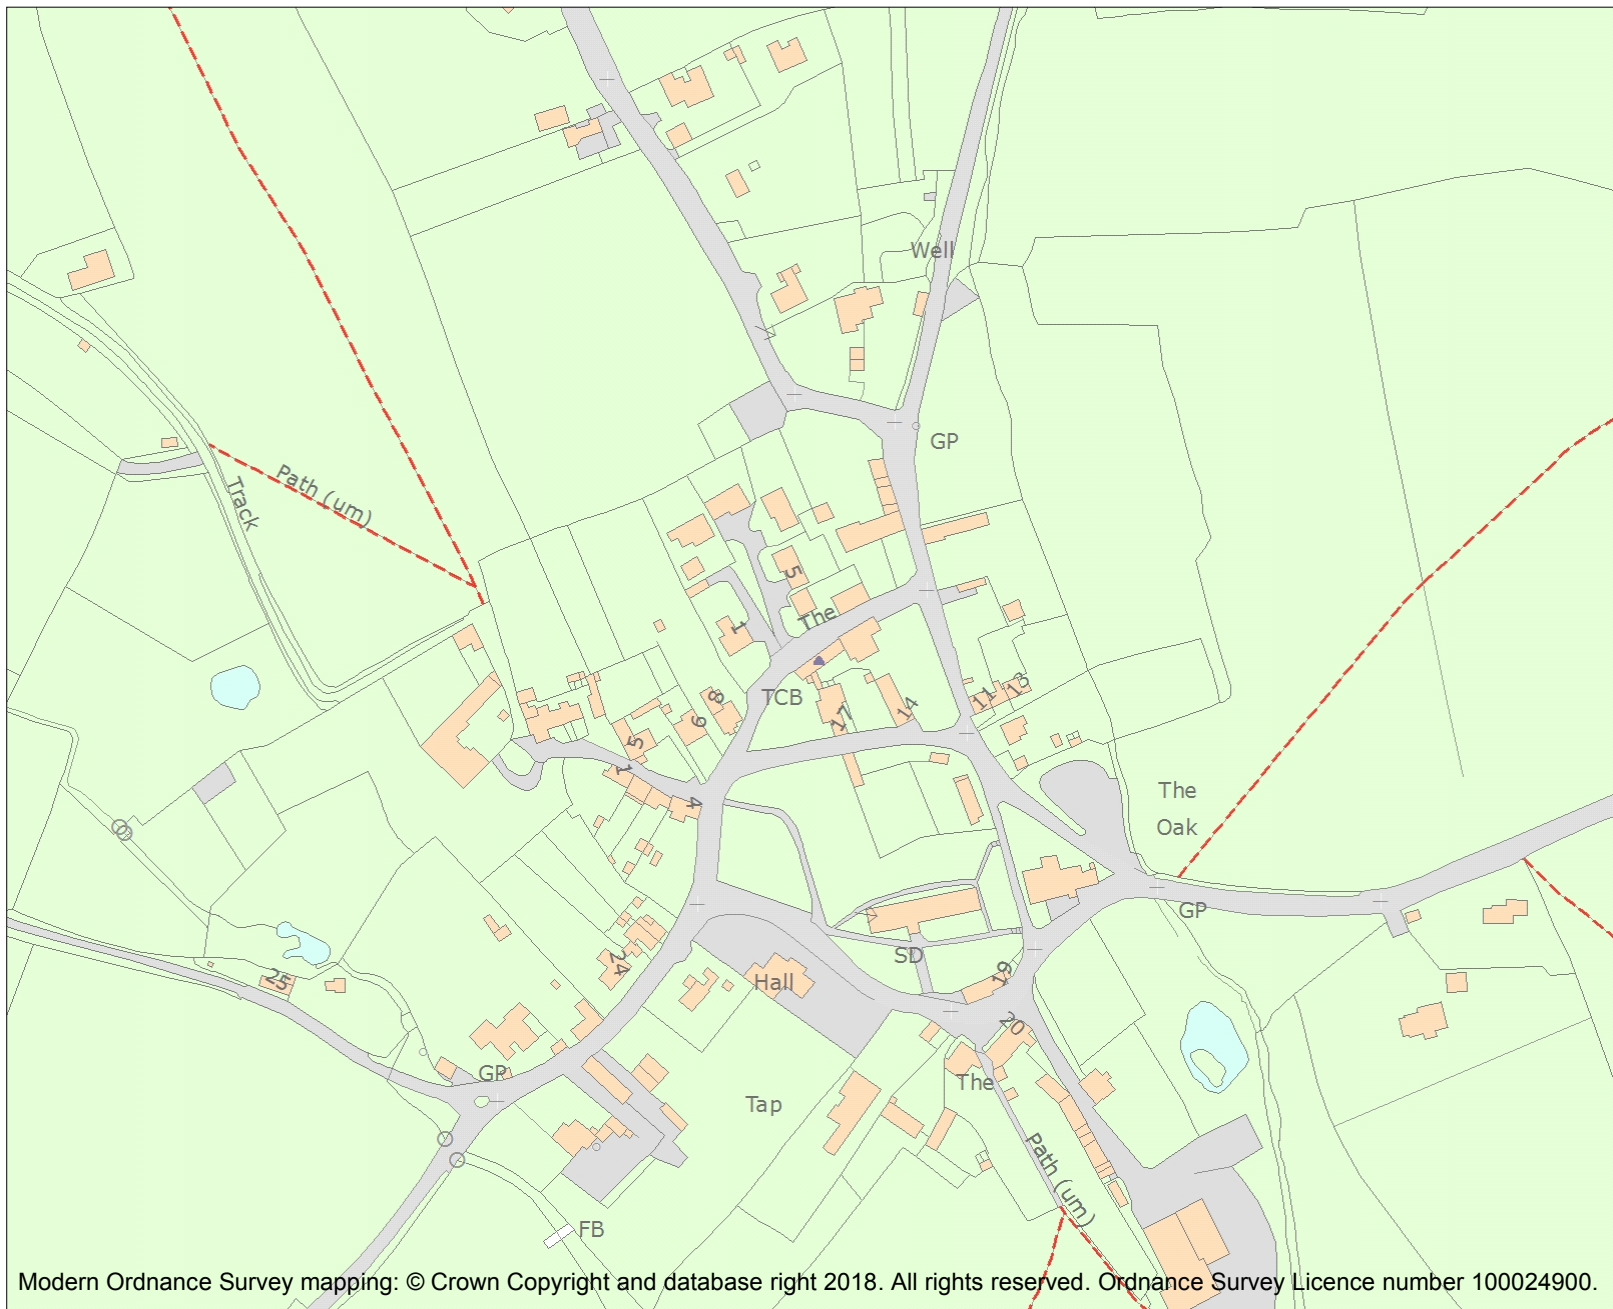 Well
GP
Path (um)
Track
5
The
1
TCB
8
6
17
14
11
13
5
1
4
The
Oak
GP
SD
24
Hall
19
25
20
GP
The
Tap
Path (um)
FB
Modern Ordnance Survey mapping: © Crown Copyright and database right 2018. All rights reserved. Ordnance Survey Licence number 100024900.